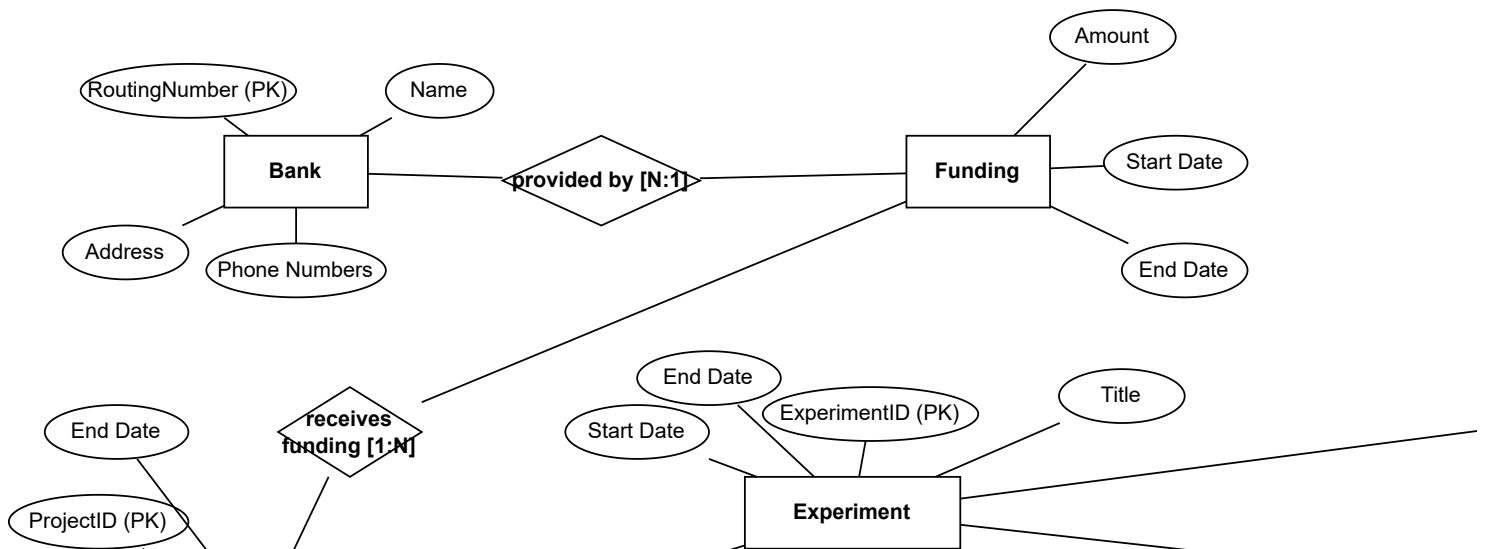 Amount
RoutingNumber (PK)
Name
Bank
provided by [N:1]
Funding
Start Date
Address
Phone Numbers
End Date
End Date
ExperimentID (PK)
Title
End Date
receives
funding [1:N]
Start Date
ProjectID (PK)
Experiment